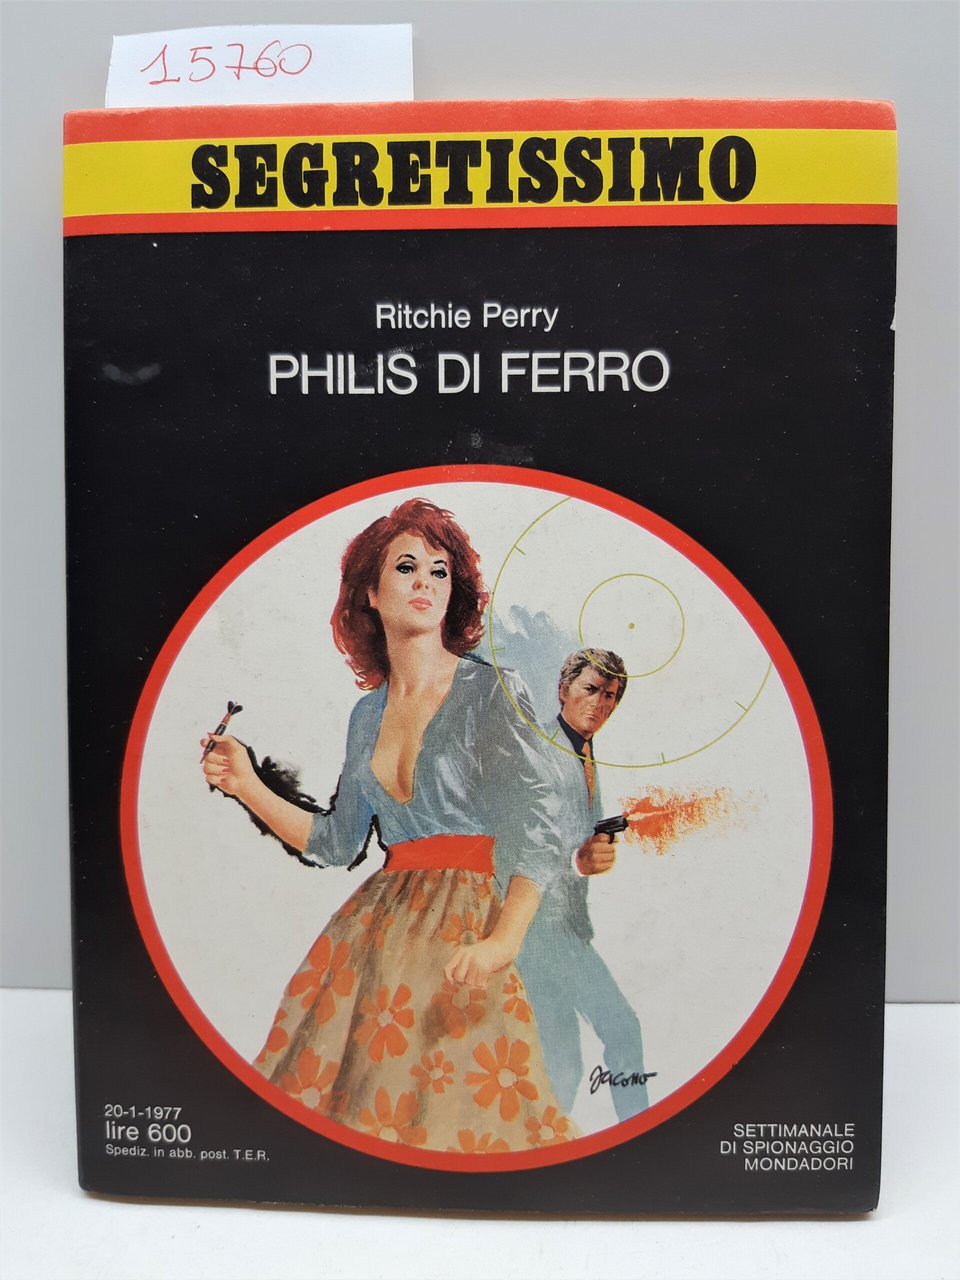 15760
SEGRETISSIMO
Ritchie Perry
PHILIS DI FERRO
Jacono
20-1-1977
lire 600
Spediz. in abb. post. T.E.R.
SETTIMANALE
DI SPIONAGGIO
MONDADORI